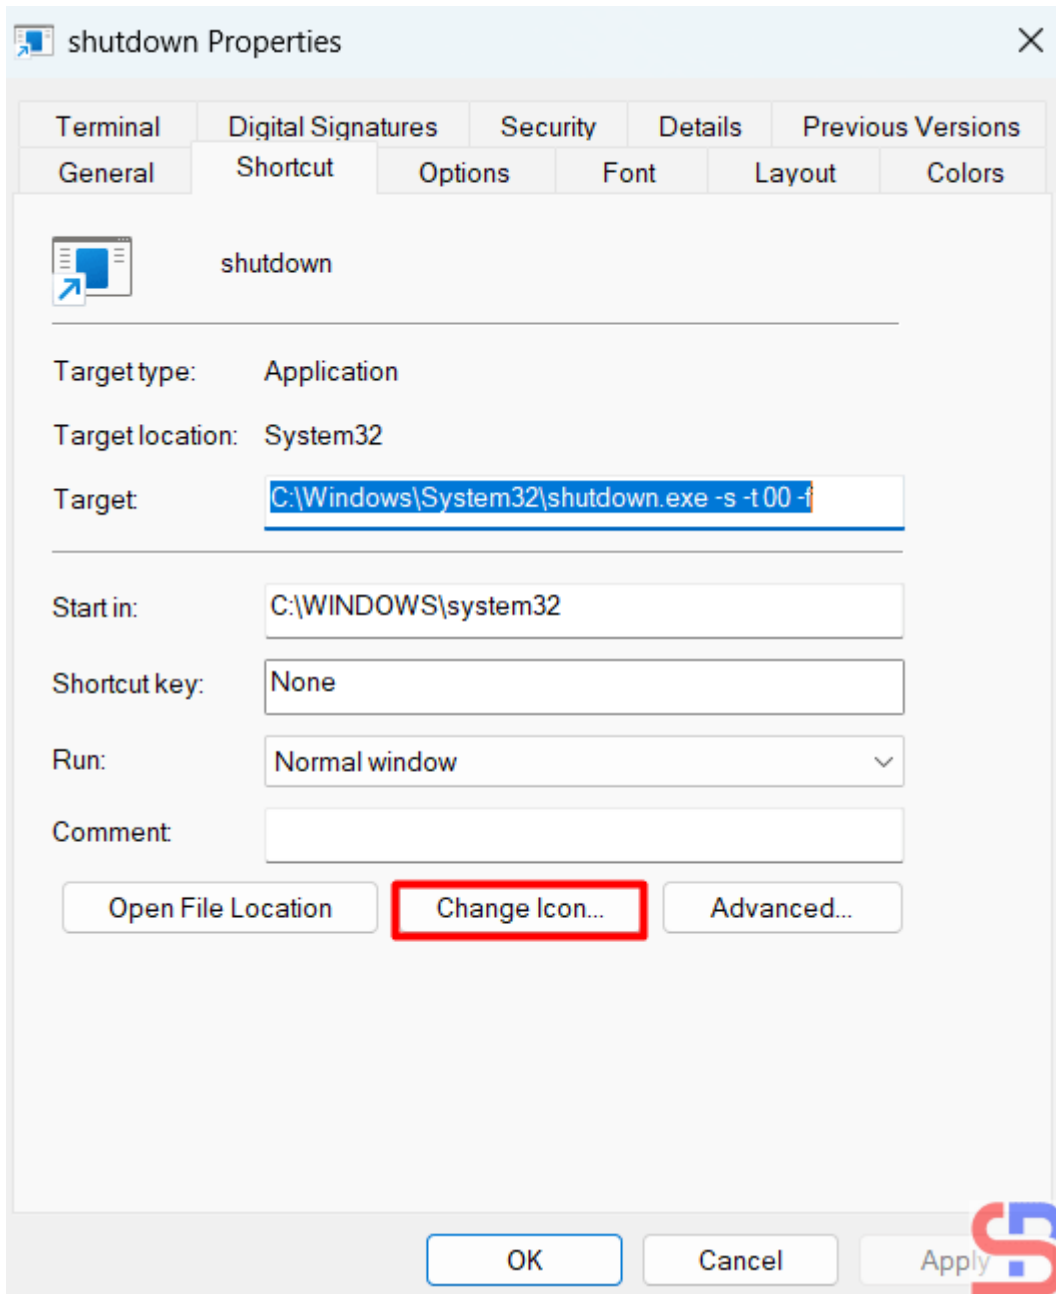 shutdown Properties
Terminal Digital Signatures Security Details Previous Versions
General Shortcut Options Font Layout Colors
shutdown
Target type: Application
Target location: System32
Target: C:\Windows\System32\shutdown.exe -s -t 00 -f
Start in: C:\WINDOWS\system32
Shortcut key: None
Run: Normal window
Comment:
Open File Location Change Icon... Advanced...
OK Cancel Apply